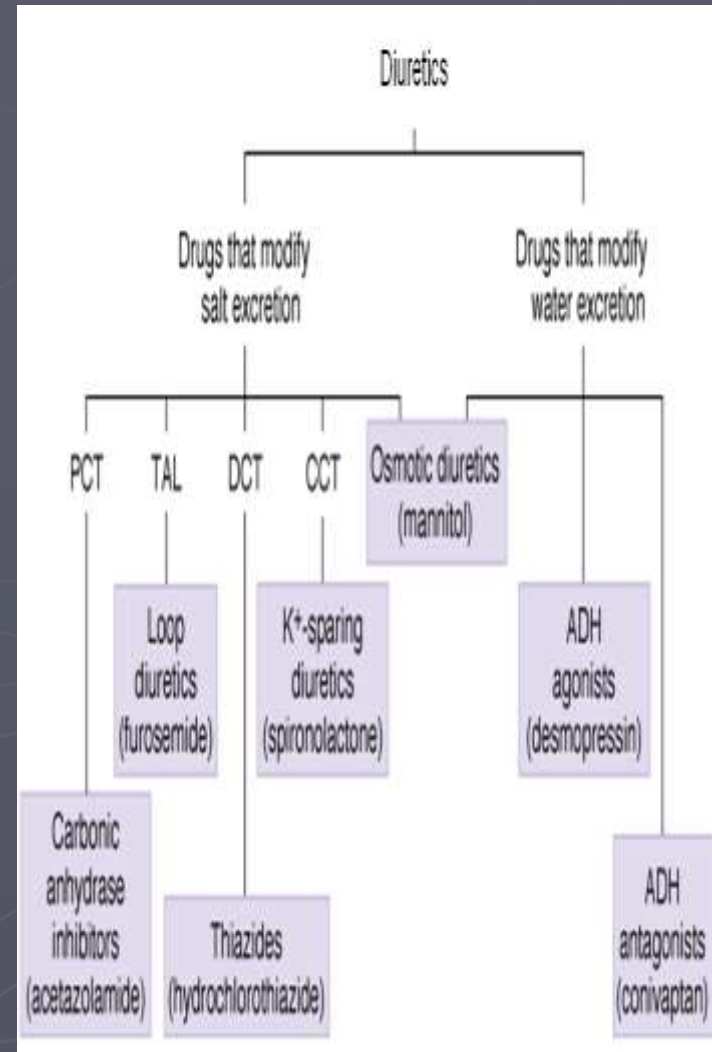 Diuretics
Drugs that modify
salt excretion
Drugs that modify
water excretion
PCT
TAL
DCT
CCT
Osmotic diuretics
(mannitol)
Loop
diuretics
(furosemide)
K⁺-sparing
diuretics
(spironolactone)
ADH
agonists
(desmopressin)
Carbonic
anhydrase
inhibitors
(acetazolamide)
Thiazides
(hydrochlorothiazide)
ADH
antagonists
(conivaptan)